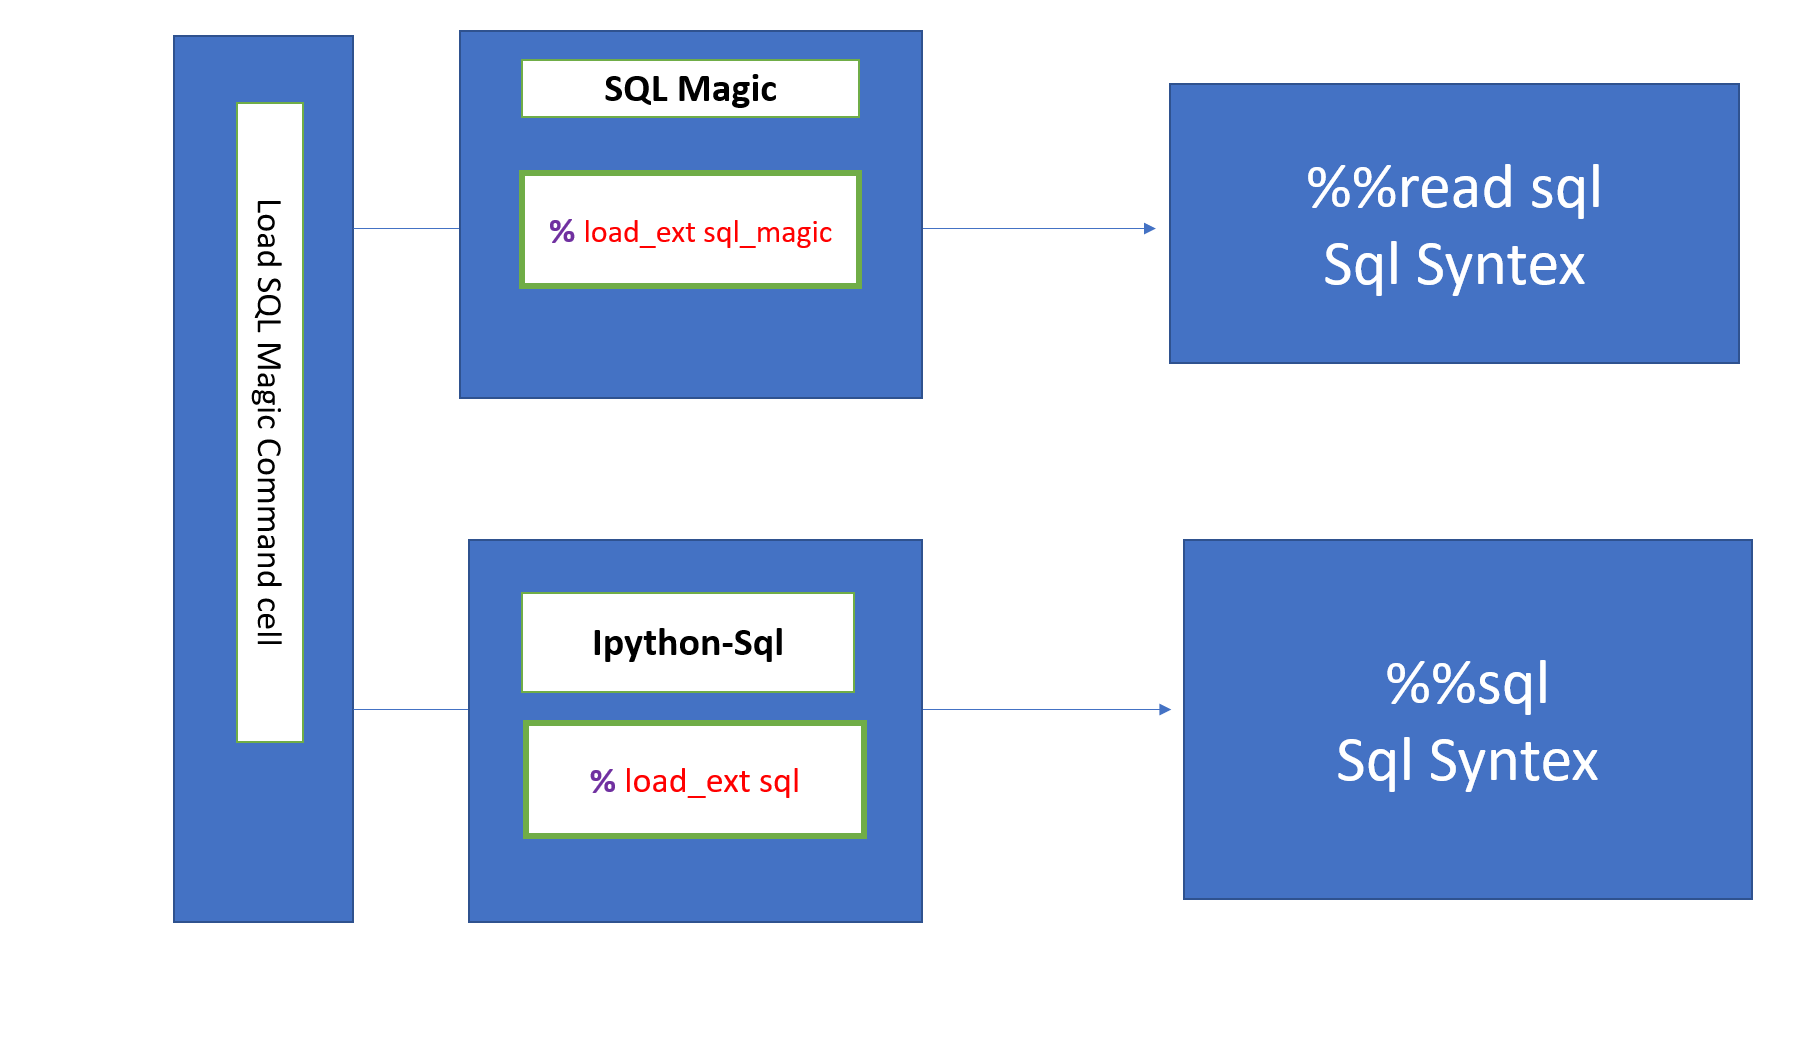 Load SQL Magic Command cell
SQL Magic
% load_ext sql_magic
%%read sql
Sql Syntex
Ipython-Sql
% load_ext sql
%%sql
Sql Syntex